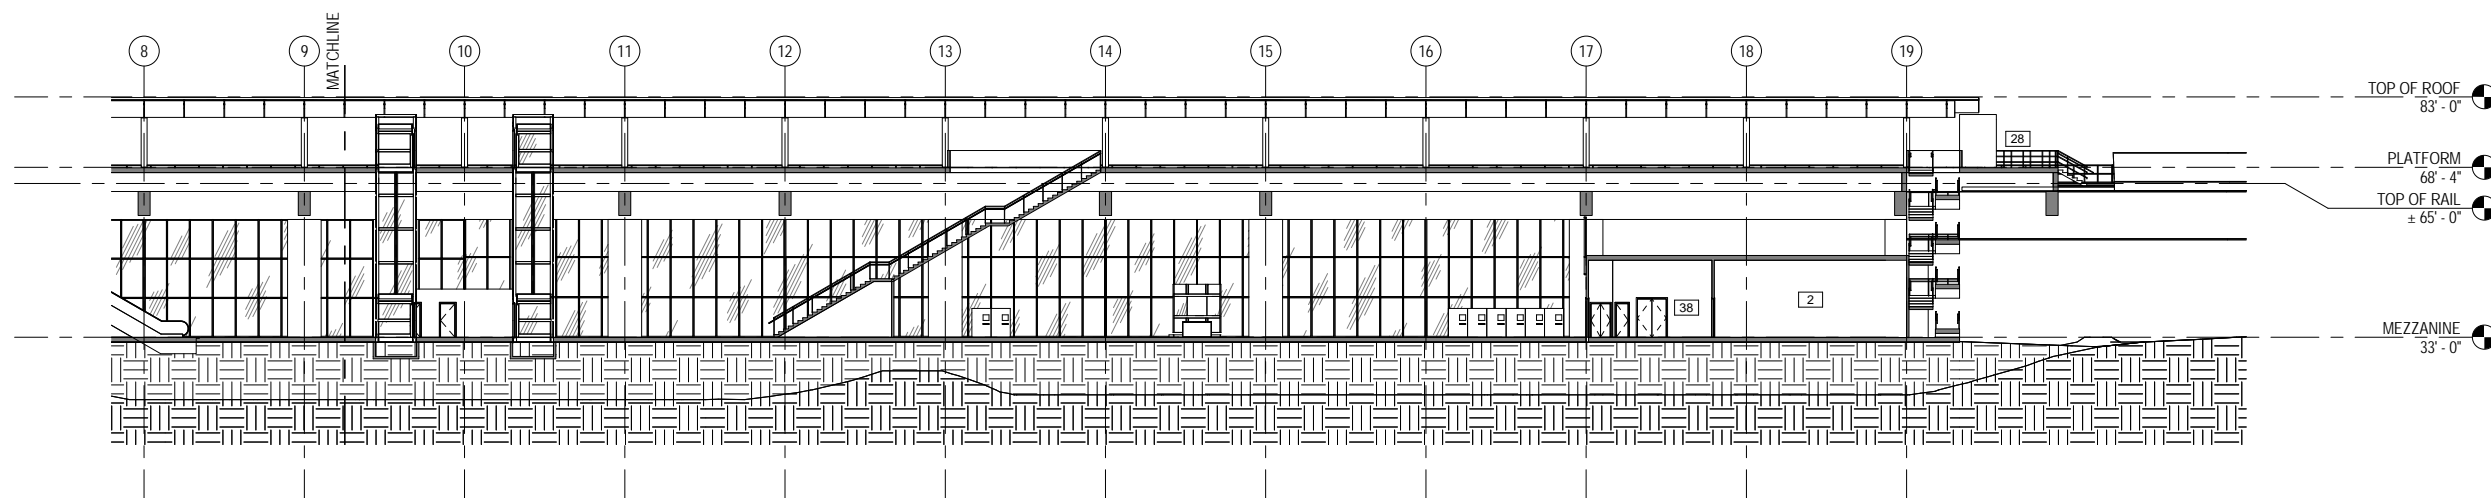 MATCHLINE
8
9
10
11
12
13
14
15
16
17
18
19
TOP OF ROOF
83' - 0"
28
PLATFORM
68' - 4"
TOP OF RAIL
± 65' - 0"
2
38
MEZZANINE
33' - 0"